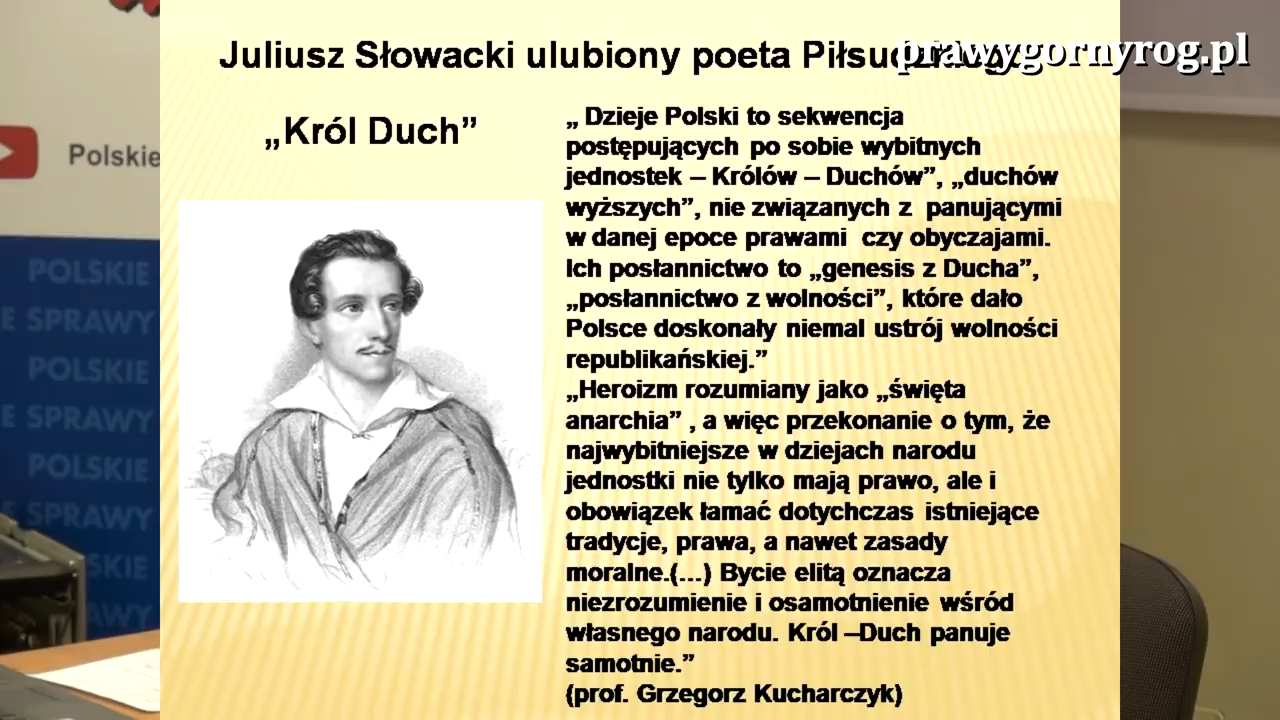 Juliusz Słowacki ulubiony poeta
prawygornyrog.pl
„Król Duch”
„ Dzieje Polski to sekwencja
postępujących po sobie wybitnych
jednostek – Królów – Duchów”, „duchów
wyższych”, nie związanych z panującymi
w danej epoce prawami czy obyczajami.
Ich posłannictwo to „genesis z Ducha”,
„posłannictwo z wolności”, które dało
Polsce doskonały niemal ustrój wolności
republikańskiej.”
„Heroizm rozumiany jako „święta
anarchia” , a więc przekonanie o tym, że
najwybitniejsze w dziejach narodu
jednostki nie tylko mają prawo, ale i
obowiązek łamać dotychczas istniejące
tradycje, prawa, a nawet zasady
moralne.(...) Bycie elitą oznacza
niezrozumienie i osamotnienie wśród
własnego narodu. Król –Duch panuje
samotnie.”
(prof. Grzegorz Kucharczyk)
Polskie
POLSKIE
E SPRAWY
POLSKIE
E SPRAWY
POLSKIE
E SPRAWY